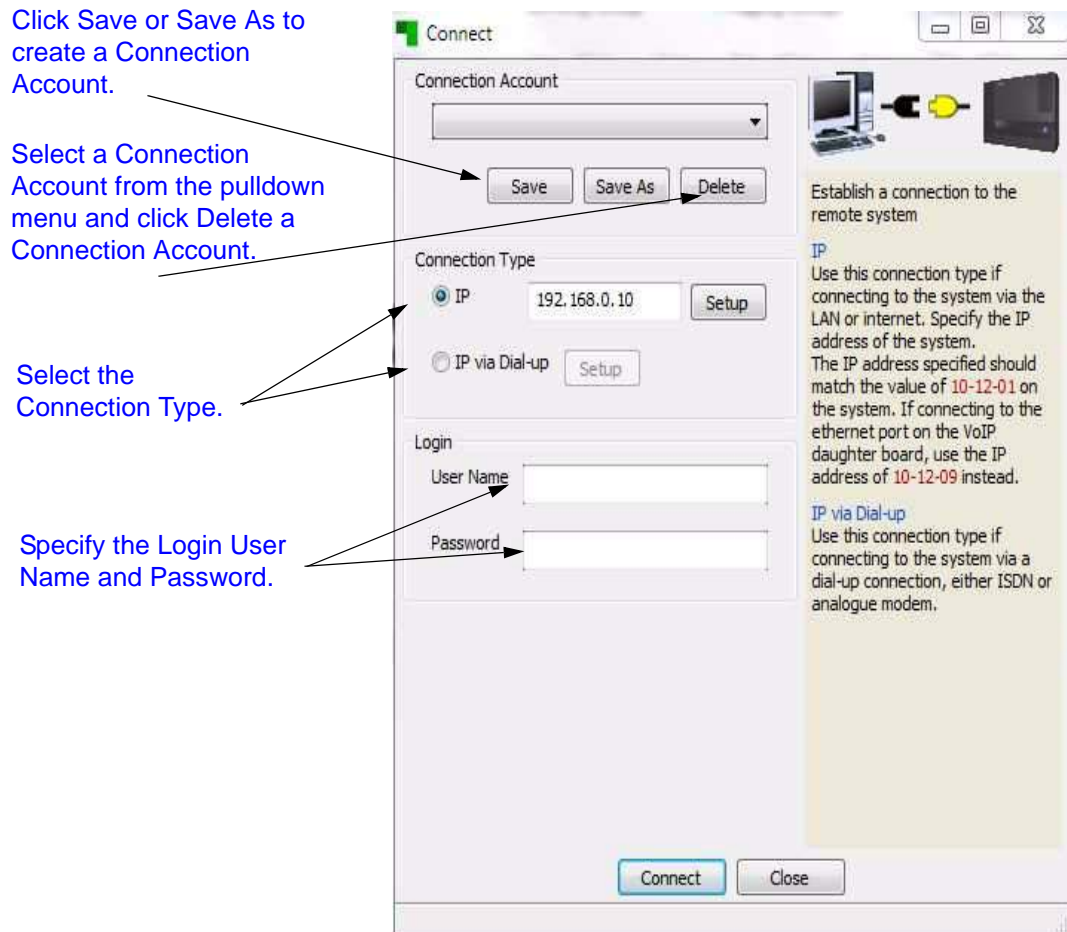 Click Save or Save As to
create a Connection
Account.
Select a Connection
Account from the pulldown
menu and click Delete a
Connection Account.
Select the
Connection Type.
Specify the Login User
Name and Password.
Connect
Connection Account
Save
Save As
Delete
Connection Type
IP
192.168.0.10
Setup
IP via Dial-up
Setup
Login
User Name
Password
Establish a connection to the
remote system
IP
Use this connection type if
connecting to the system via the
LAN or internet. Specify the IP
address of the system.
The IP address specified should
match the value of 10-12-01 on
the system. If connecting to the
ethernet port on the VoIP
daughter board, use the IP
address of 10-12-09 instead.
IP via Dial-up
Use this connection type if
connecting to the system via a
dial-up connection, either ISDN or
analogue modem.
Connect
Close